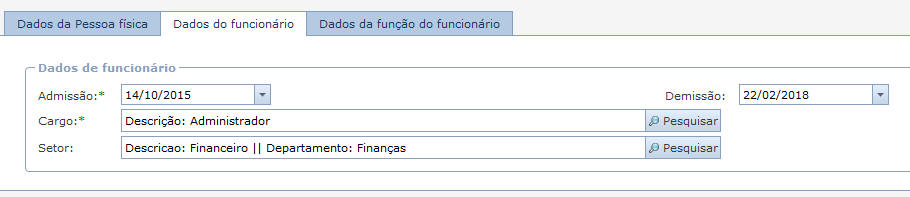 Dados da Pessoa física Dados do funcionário Dados da função do funcionário
Dados de funcionário
Admissão:* 14/10/2015 Demissão: 22/02/2018
Cargo:* Descrição: Administrador Pesquisar
Setor: Descricao: Financeiro || Departamento: Finanças Pesquisar